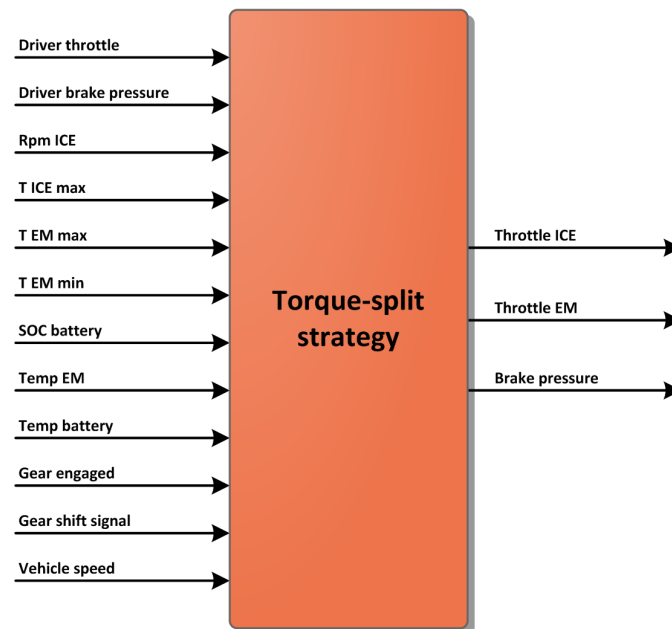 Driver throttle
Driver brake pressure
Rpm ICE
T ICE max
T EM max
T EM min
SOC battery
Temp EM
Temp battery
Gear engaged
Gear shift signal
Vehicle speed
Torque-split
strategy
Throttle ICE
Throttle EM
Brake pressure